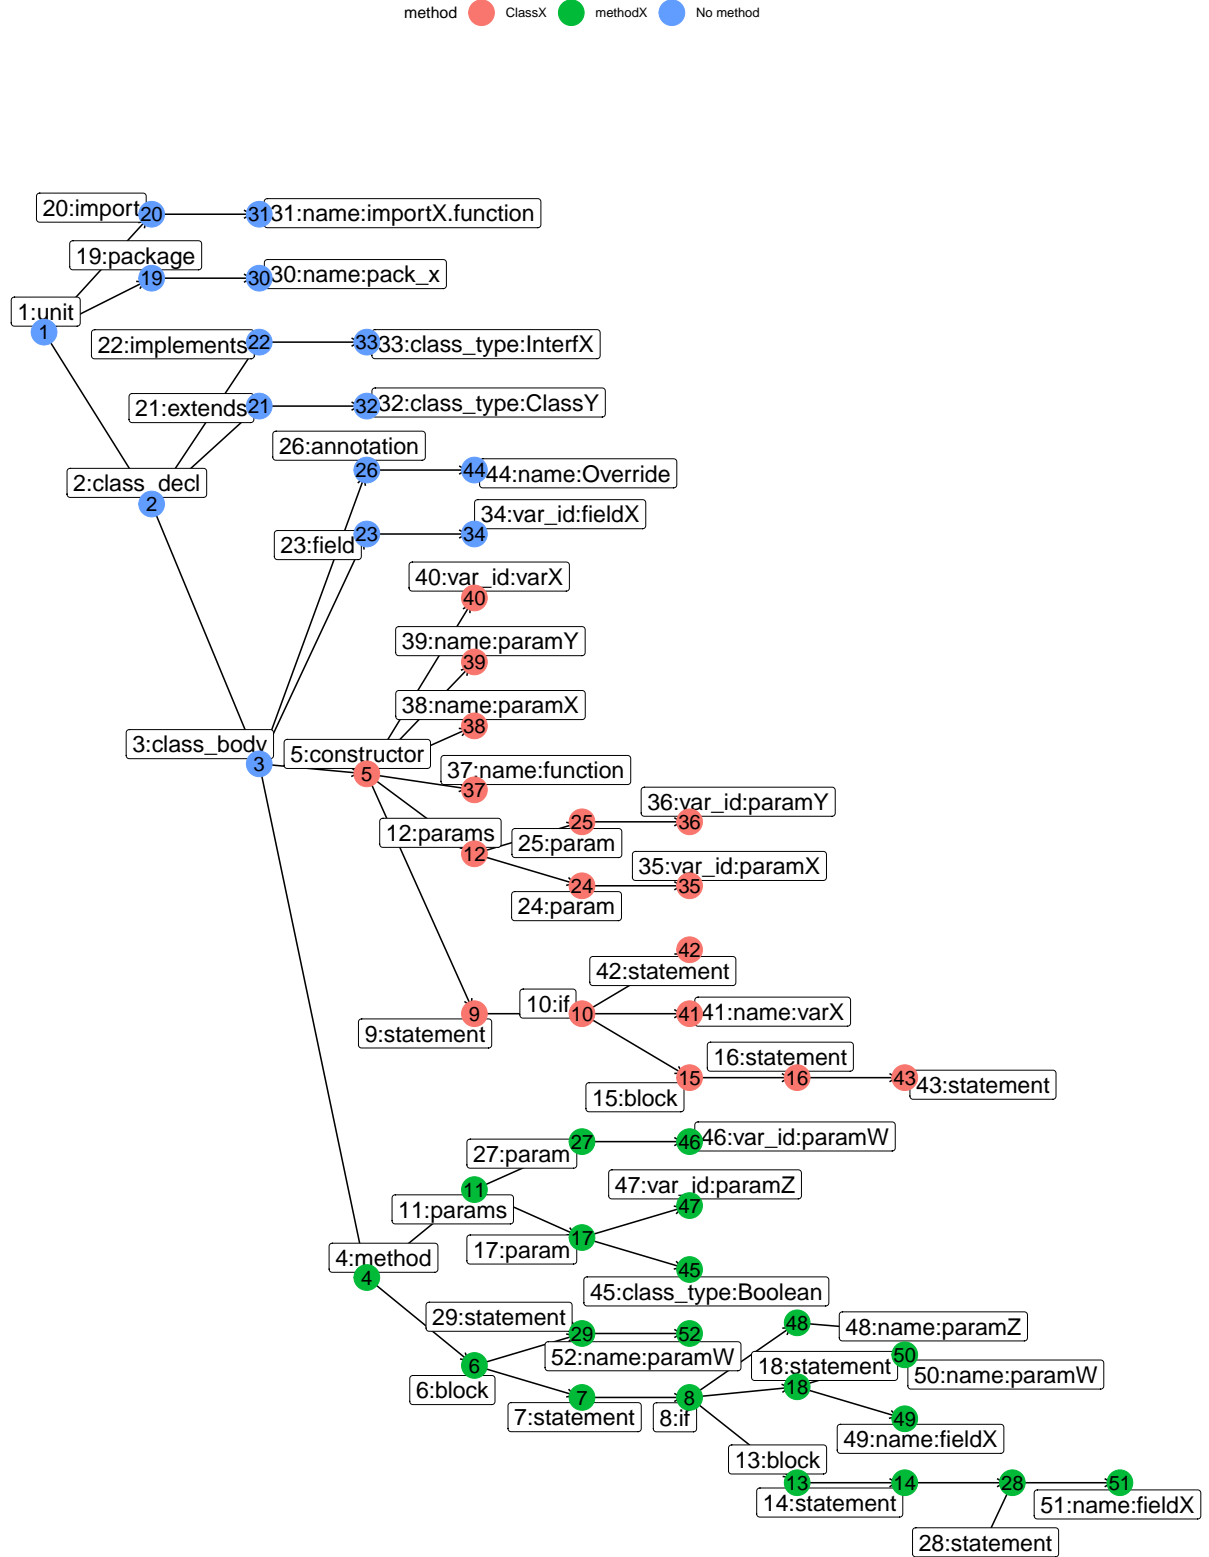 method ClassX methodX No method
20:import
20
31
31:name:importX.function
19:package
19
30
30:name:pack_x
1:unit
1
22:implements
22
33
33:class_type:InterfX
21:extends
21
32
32:class_type:ClassY
26:annotation
26
44
44:name:Override
2:class_decl
2
34:var_id:fieldX
23:field
23
34
40:var_id:varX
40
39:name:paramY
39
38:name:paramX
38
3:class_body
3
5:constructor
5
37:name:function
37
36:var_id:paramY
12:params
25
36
25:param
12
35:var_id:paramX
24
35
24:param
42
42:statement
10:if
9
10
41
41:name:varX
9:statement
16:statement
15
16
43
43:statement
15:block
27
46
46:var_id:paramW
27:param
47:var_id:paramZ
11
47
11:params
17
17:param
4:method
4
45
45:class_type:Boolean
29:statement
29
52
48
48:name:paramZ
52:name:paramW
6
18:statement
50
50:name:paramW
6:block
7
8
18
7:statement
8:if
49
49:name:fieldX
13:block
13
14
28
51
14:statement
51:name:fieldX
28:statement